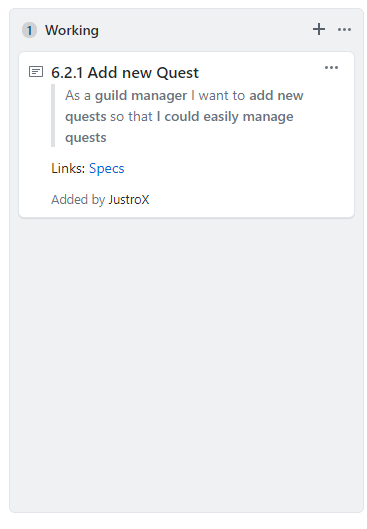 1 Working
6.2.1 Add new Quest
As a guild manager I want to add new
quests so that I could easily manage
quests
Links: Specs
Added by JustroX